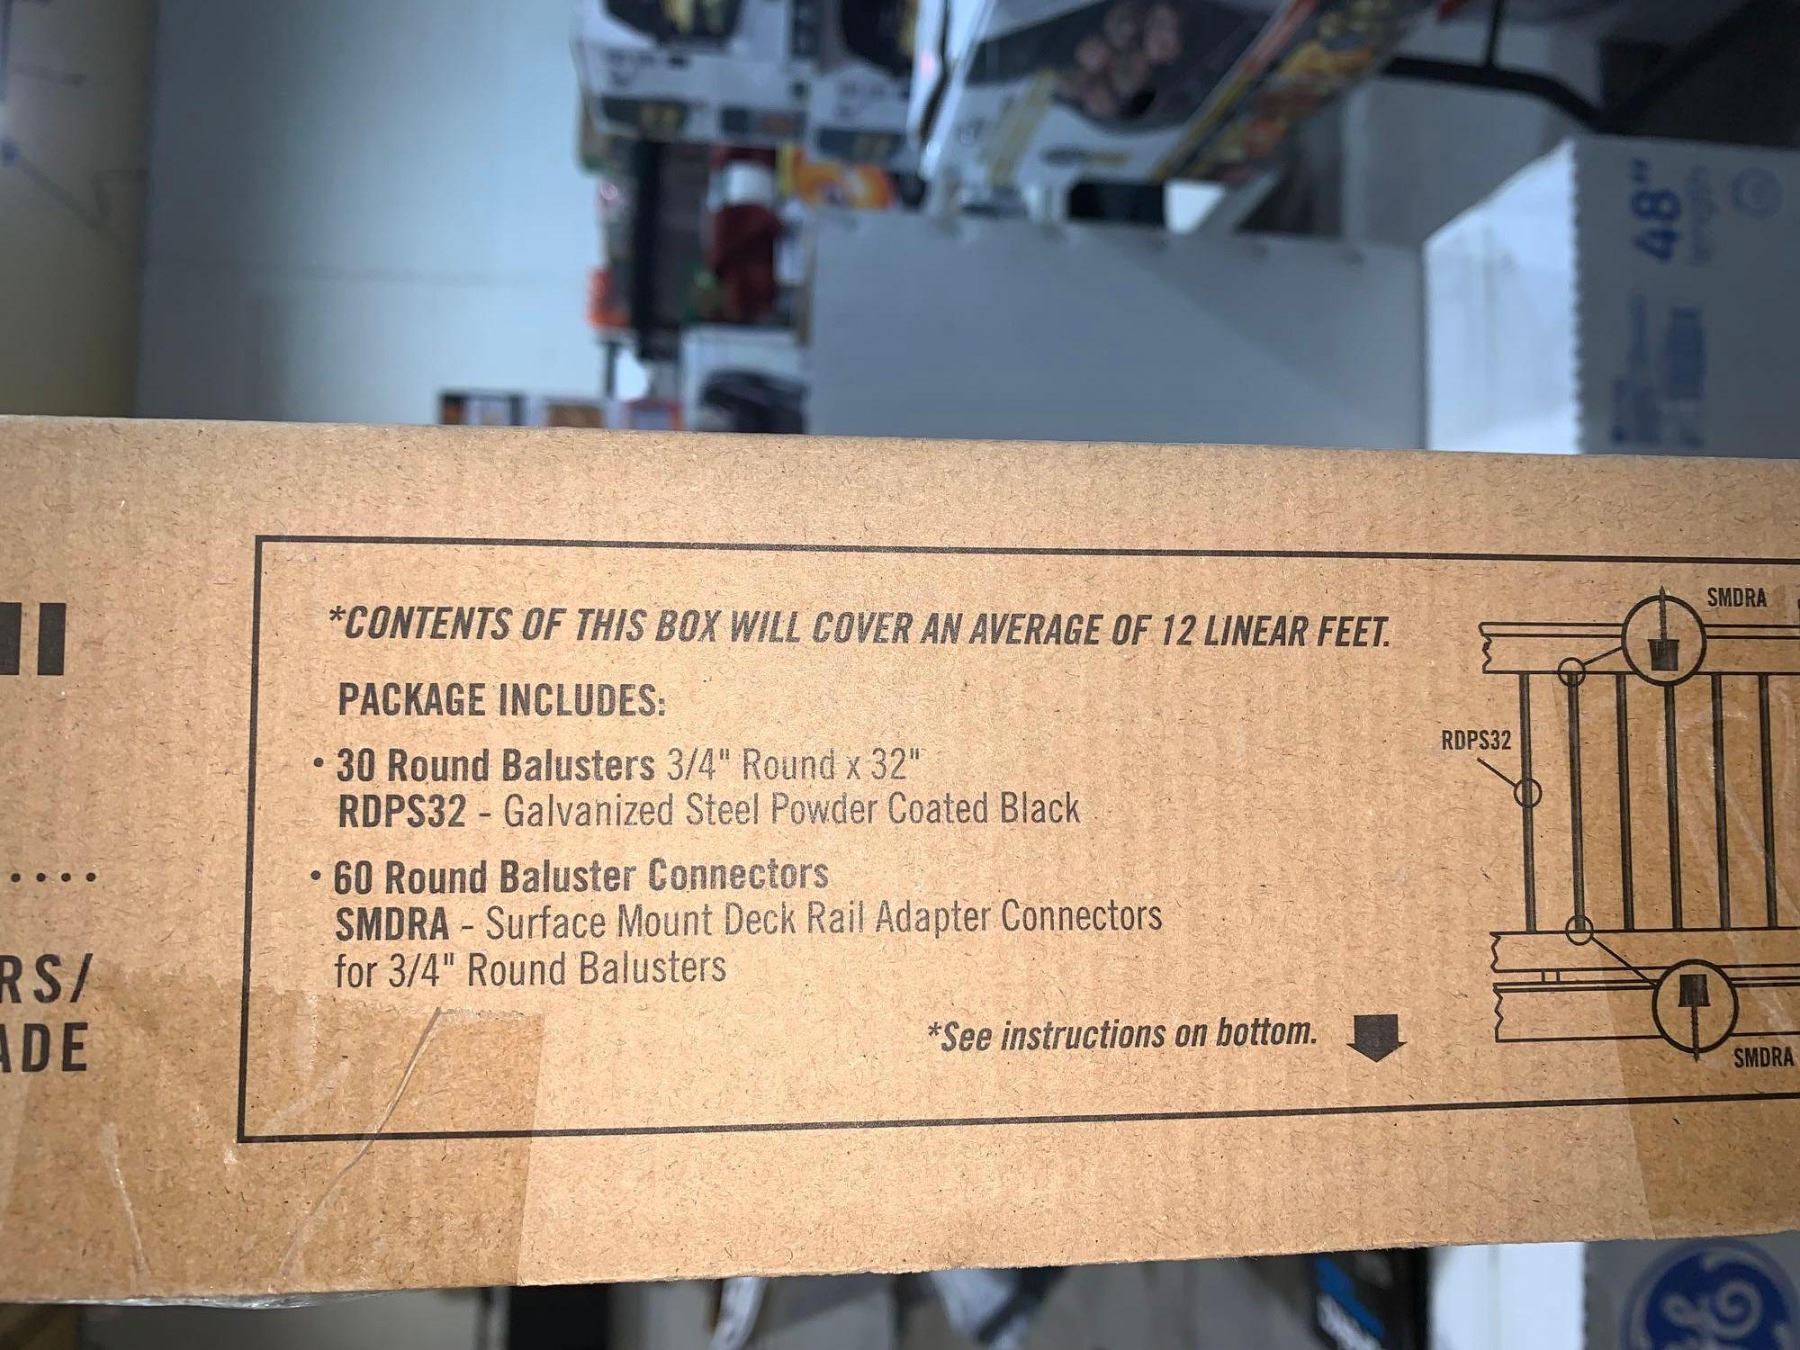 48"
length
*CONTENTS OF THIS BOX WILL COVER AN AVERAGE OF 12 LINEAR FEET.
PACKAGE INCLUDES:
• 30 Round Balusters 3/4" Round x 32"
RDPS32 - Galvanized Steel Powder Coated Black
• 60 Round Baluster Connectors
SMDRA - Surface Mount Deck Rail Adapter Connectors
for 3/4" Round Balusters
*See instructions on bottom.
SMDRA
RDPS32
SMDRA
RS/
ADE
GE